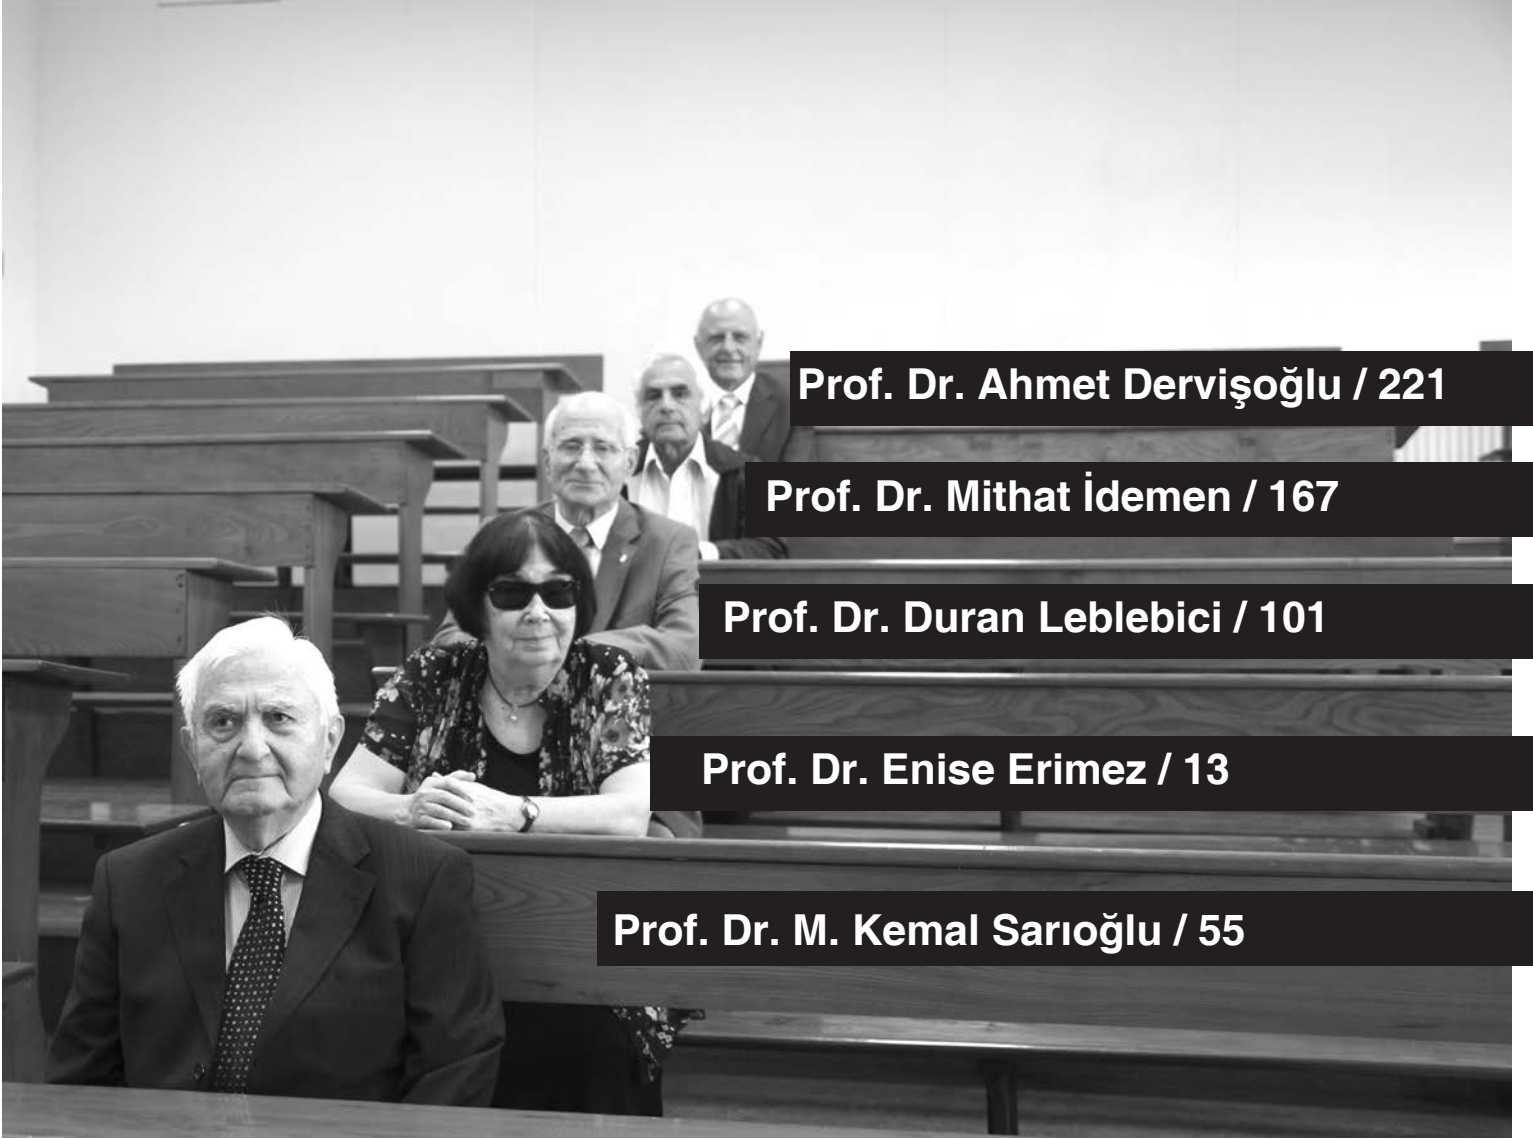 Prof. Dr. Ahmet Dervişoğlu / 221
Prof. Dr. Mithat İdemen / 167
Prof. Dr. Duran Leblebici / 101
Prof. Dr. Enise Erimez / 13
Prof. Dr. M. Kemal Sarıoğlu / 55